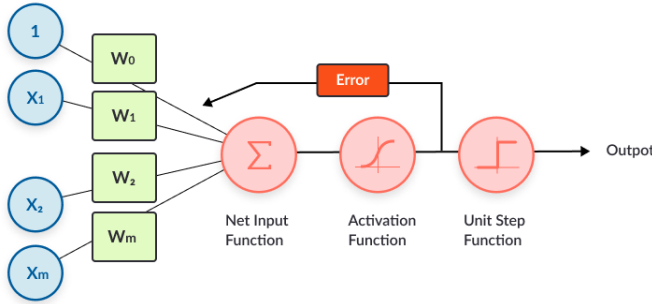 1
W₀
Error
X₁
W₁
Σ
Outpot
W₂
X₂
Net Input
Function
Activation
Function
Unit Step
Function
Wm
Xm